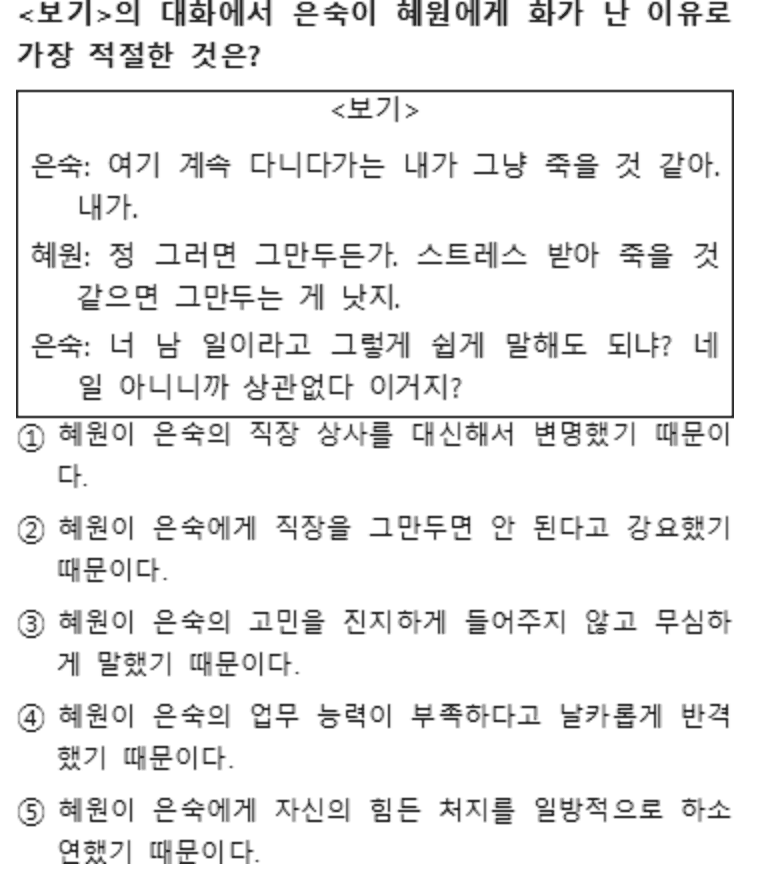 <보기>의 대화에서 은숙이 혜원에게 화가 난 이유로
가장 적절한 것은?
<보기>
은숙: 여기 계속 다니다가는 내가 그냥 죽을 것 같아.
내가.
혜원: 정 그러면 그만두든가. 스트레스 받아 죽을 것
같으면 그만두는 게 낫지.
은숙: 너 남 일이라고 그렇게 쉽게 말해도 되냐? 네
일 아니니까 상관없다 이거지?
① 혜원이 은숙의 직장 상사를 대신해서 변명했기 때문이
다.
② 혜원이 은숙에게 직장을 그만두면 안 된다고 강요했기
때문이다.
③ 혜원이 은숙의 고민을 진지하게 들어주지 않고 무심하
게 말했기 때문이다.
④ 혜원이 은숙의 업무 능력이 부족하다고 날카롭게 반격
했기 때문이다.
⑤ 혜원이 은숙에게 자신의 힘든 처지를 일방적으로 하소
연했기 때문이다.